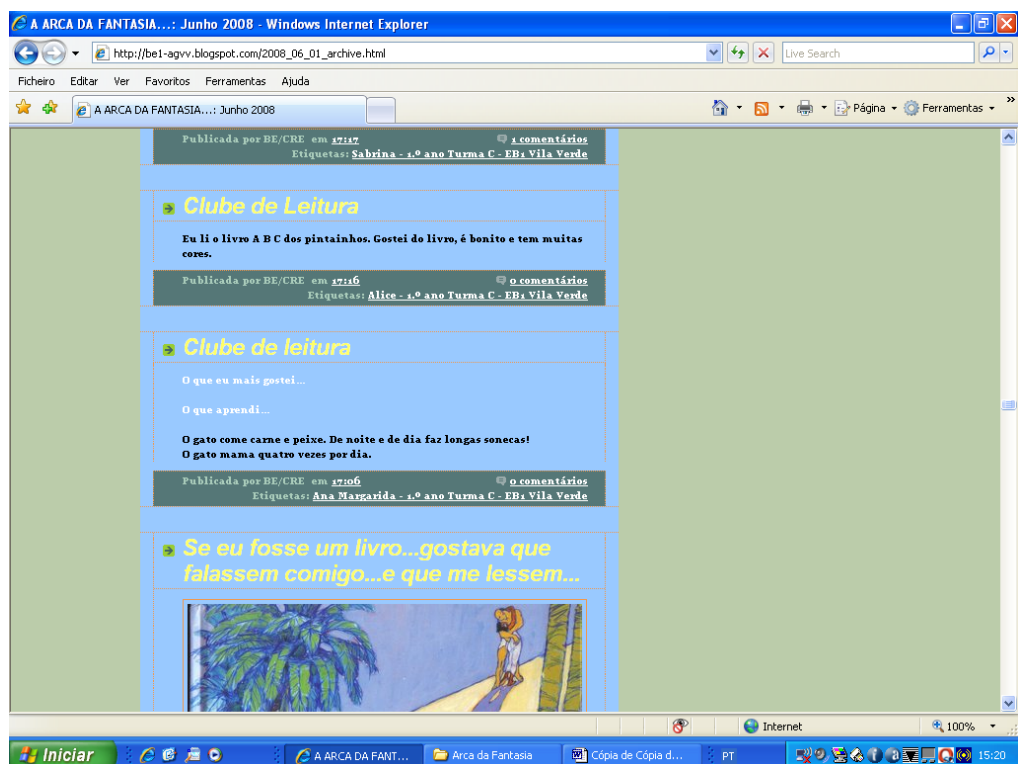 A ARCA DA FANTASIA...: Junho 2008 - Windows Internet Explorer
http://be1-agvv.blogspot.com/2008_06_01_archive.html
Live Search
Ficheiro Editar Ver Favoritos Ferramentas Ajuda
A ARCA DA FANTASIA...: Junho 2008
Página Ferramentas
Publicada por BE/CRE em 17:17 1 comentários
Etiquetas: Sabrina - 1.º ano Turma C - EB1 Vila Verde
Clube de Leitura
Eu li o livro A B C dos pintainhos. Gostei do livro, é bonito e tem muitas
cores.
Publicada por BE/CRE em 17:16 0 comentários
Etiquetas: Alice - 1.º ano Turma C - EB1 Vila Verde
Clube de leitura
O que eu mais gostei...
O que aprendi...
O gato come carne e peixe. De noite e de dia faz longas sonecas!
O gato mama quatro vezes por dia.
Publicada por BE/CRE em 17:06 0 comentários
Etiquetas: Ana Margarida - 1.º ano Turma C - EB1 Vila Verde
Se eu fosse um livro...gostava que
falassem comigo...e que me lessem...
Internet 100%
Iniciar A ARCA DA FANT... Arca da Fantasia Cópia de Cópia d... PT 15:20